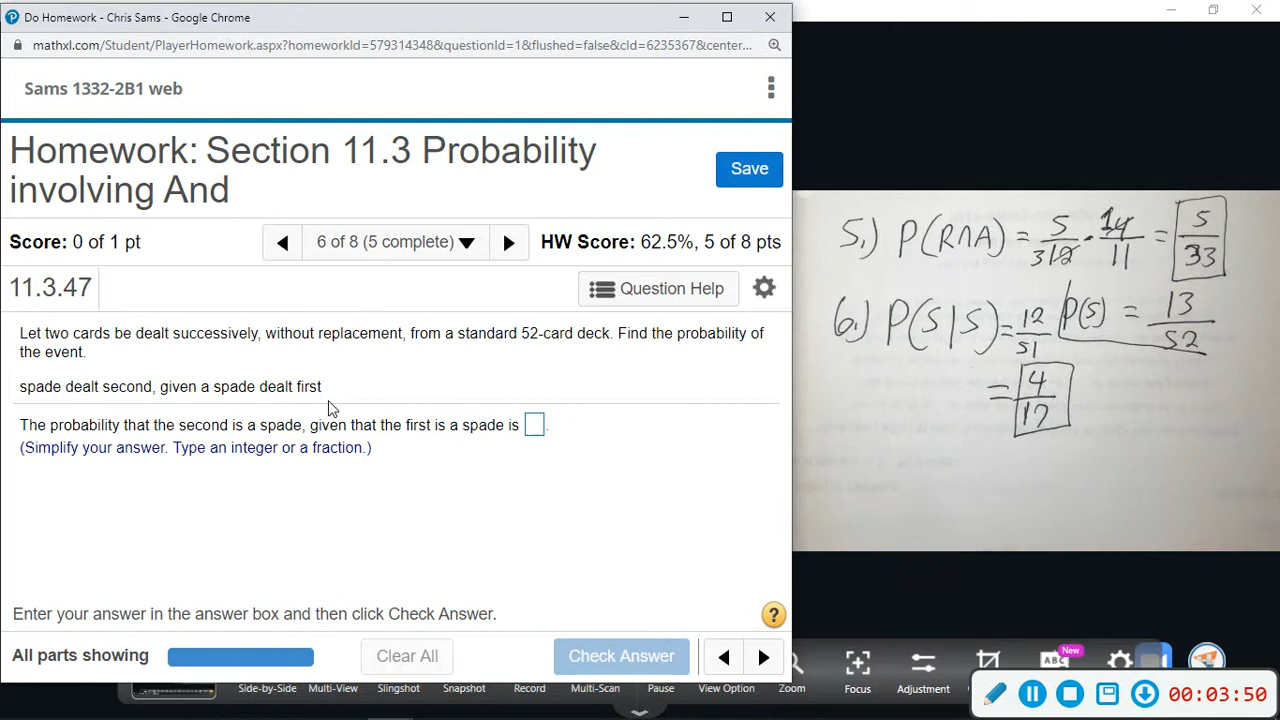 Do Homework - Chris Sams - Google Chrome
mathxl.com/Student/PlayerHomework.aspx?homeworkId=579314348&questionId=1&flushed=false&cId=6235367&center...
Sams 1332-2B1 web
Homework: Section 11.3 Probability
involving And
Save
Score: 0 of 1 pt
6 of 8 (5 complete)
HW Score: 62.5%, 5 of 8 pts
11.3.47
Question Help
Let two cards be dealt successively, without replacement, from a standard 52-card deck. Find the probability of
the event.
spade dealt second, given a spade dealt first
The probability that the second is a spade, given that the first is a spade is .
(Simplify your answer. Type an integer or a fraction.)
Enter your answer in the answer box and then click Check Answer.
?
All parts showing
Clear All
Check Answer
5.) P(R∩A) = 5/12 · 4/11 = 5/33
6.) P(S|S) = 12/51 P(S) = 13/52
= 4/17
New
ABC
Side-by-Side Multi-View Slingshot Snapshot Record Multi-Scan Pause View Option Zoom Focus Adjustment
00:03:50